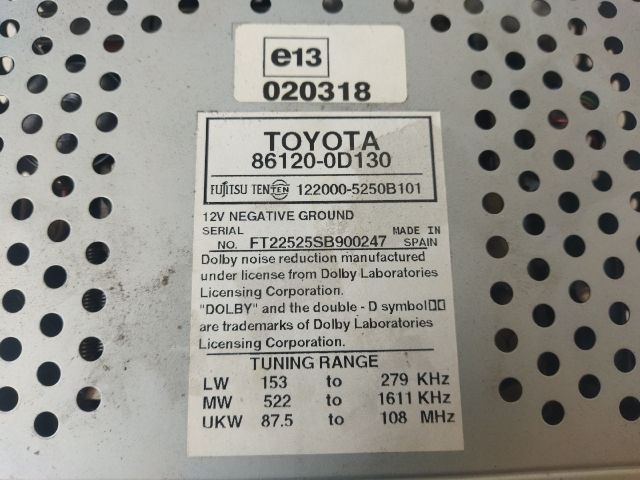 e13
020318
TOYOTA
86120-0D130
FUJITSU TEN TEN 122000-5250B101
12V NEGATIVE GROUND
SERIAL MADE IN
NO. FT22525SB900247 SPAIN
Dolby noise reduction manufactured
under license from Dolby Laboratories
Licensing Corporation.
"DOLBY" and the double - D symbol
are trademarks of Dolby Laboratories
Licensing Corporation.
TUNING RANGE
LW 153 to 279 KHz
MW 522 to 1611 KHz
UKW 87.5 to 108 MHz